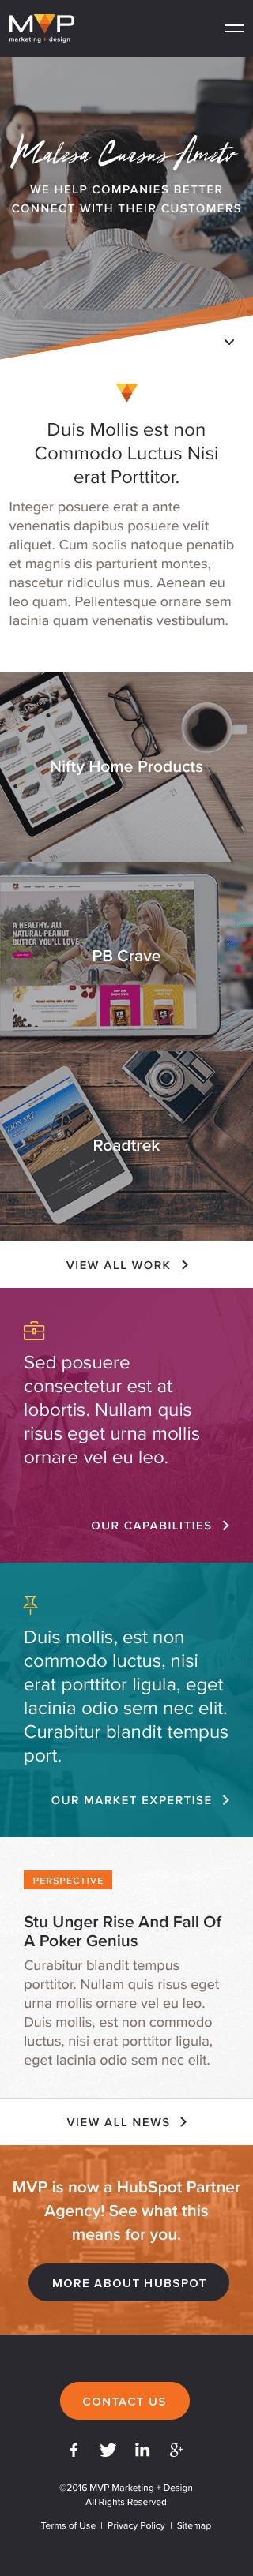 MVP
marketing + design
Malesa Cursus Ametv
WE HELP COMPANIES BETTER
CONNECT WITH THEIR CUSTOMERS
Duis Mollis est non
Commodo Luctus Nisi
erat Porttitor.
Integer posuere erat a ante
venenatis dapibus posuere velit
aliquet. Cum sociis natoque penatib
et magnis dis parturient montes,
nascetur ridiculus mus. Aenean eu
leo quam. Pellentesque ornare sem
lacinia quam venenatis vestibulum.
Nifty Home Products
A HEALTHY, ALL
NATURAL PEANUT
BUTTER YOU'LL LOVE
PB Crave
ZION SKY
Roadtrek
VIEW ALL WORK
Sed posuere
consectetur est at
lobortis. Nullam quis
risus eget urna mollis
ornare vel eu leo.
OUR CAPABILITIES
Duis mollis, est non
commodo luctus, nisi
erat porttitor ligula, eget
lacinia odio sem nec elit.
Curabitur blandit tempus
port.
OUR MARKET EXPERTISE
PERSPECTIVE
Stu Unger Rise And Fall Of
A Poker Genius
Curabitur blandit tempus
porttitor. Nullam quis risus eget
urna mollis ornare vel eu leo.
Duis mollis, est non commodo
luctus, nisi erat porttitor ligula,
eget lacinia odio sem nec elit.
VIEW ALL NEWS
MVP is now a HubSpot Partner
Agency! See what this
means for you.
MORE ABOUT HUBSPOT
CONTACT US
©2016 MVP Marketing + Design
All Rights Reserved
Terms of Use | Privacy Policy | Sitemap